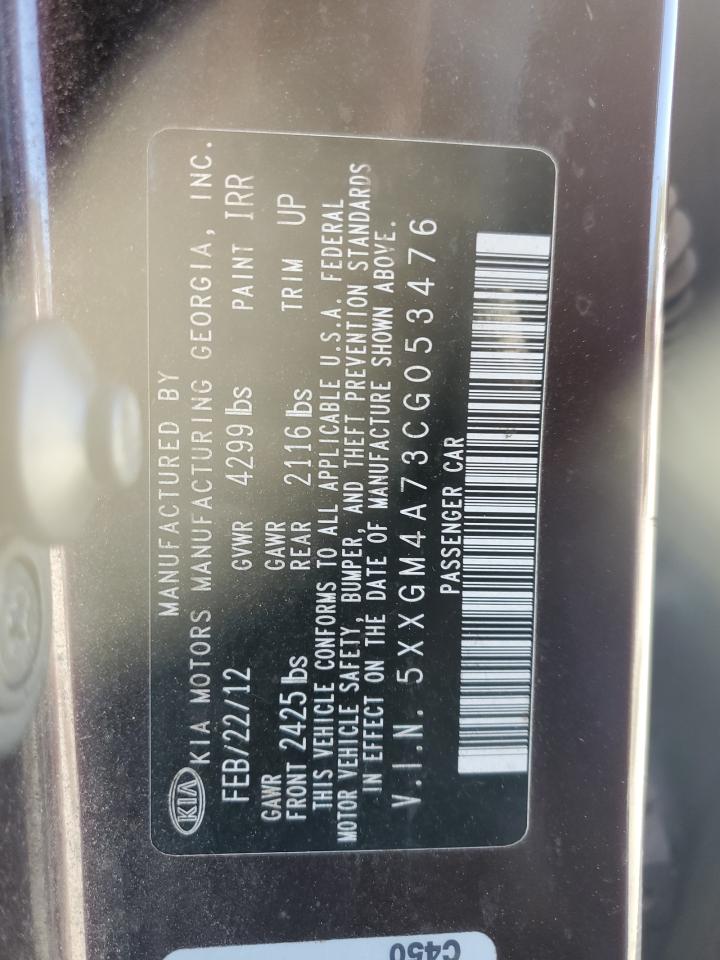 MANUFACTURED BY
KIA KIA MOTORS MANUFACTURING GEORGIA, INC.
FEB/22/12 GVWR 4299 lbs PAINT IRR
GAWR FRONT 2425 lbs GAWR REAR 2116 lbs TRIM UP
THIS VEHICLE CONFORMS TO ALL APPLICABLE U.S.A. FEDERAL
MOTOR VEHICLE SAFETY, BUMPER, AND THEFT PREVENTION STANDARDS
IN EFFECT ON THE DATE OF MANUFACTURE SHOWN ABOVE.
V.I.N. 5XXGM4A73CG053476
PASSENGER CAR
C450